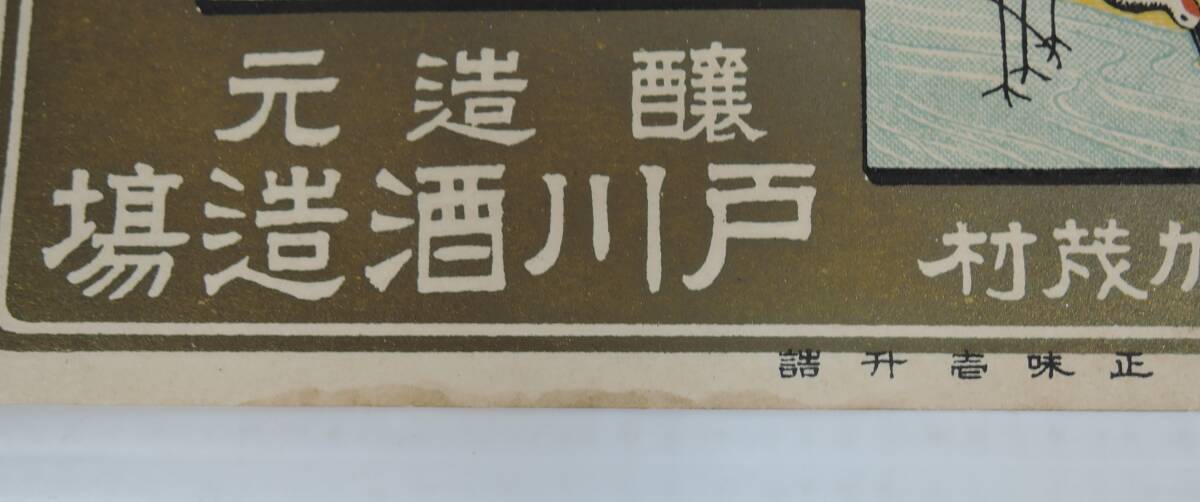 醸造元
戸川酒造場
加茂村
正味壱升詰